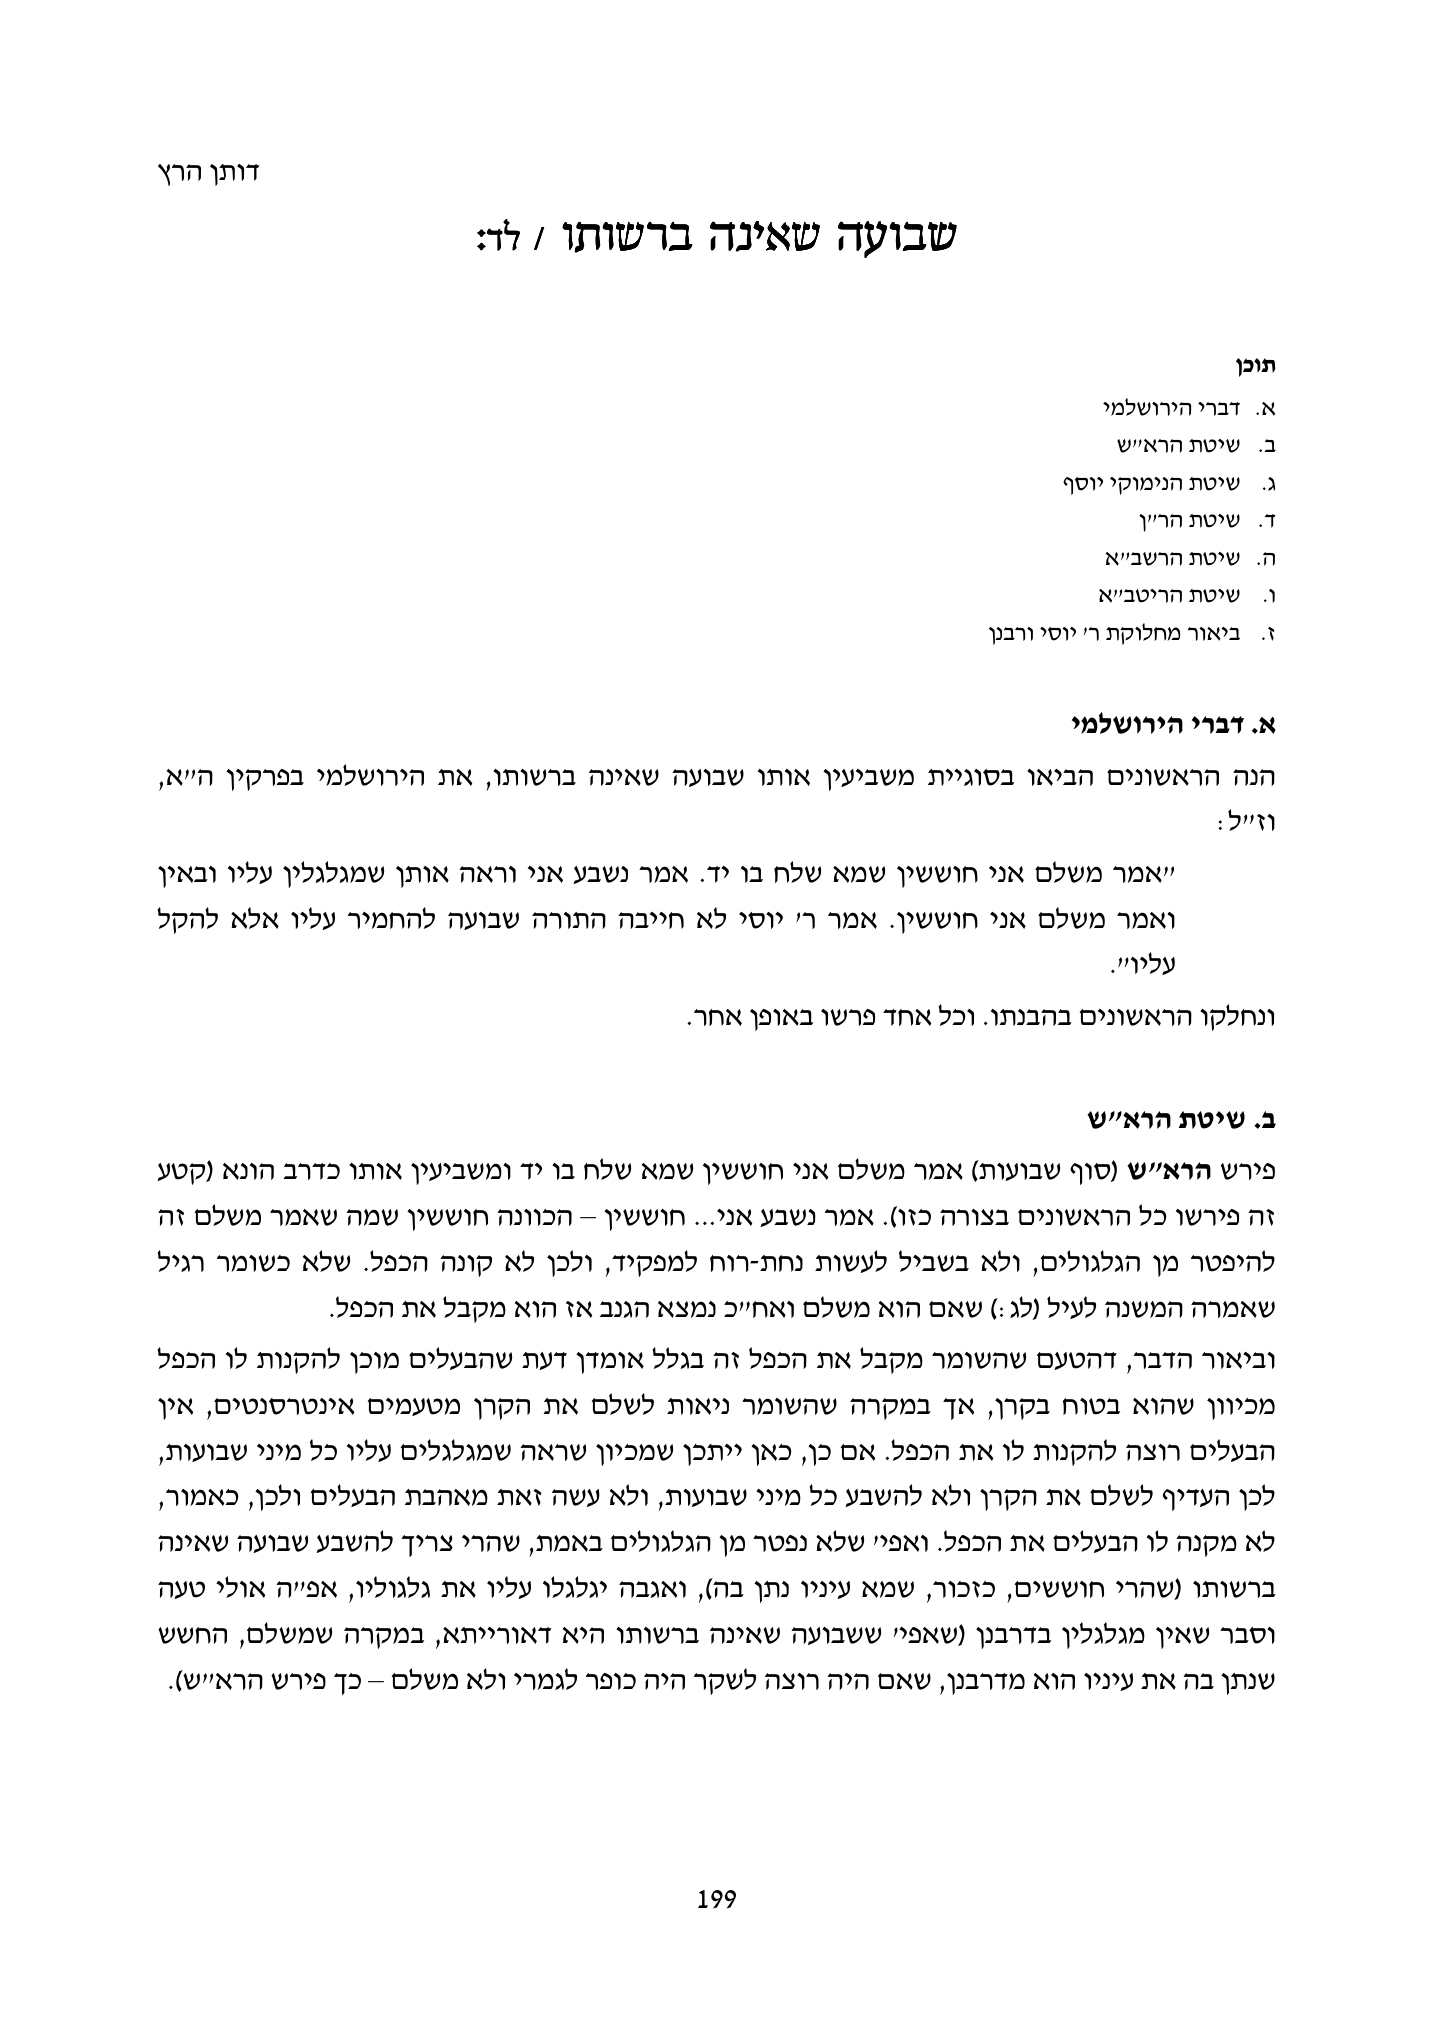 דותן הרץ
שבועה שאינה ברשותו / לד:
תוכן
א. דברי הירושלמי
ב. שיטת הרא״ש
ג. שיטת הנימוקי יוסף
ד. שיטת הר״ן
ה. שיטת הרשב״א
ו. שיטת הריטב״א
ז. ביאור מחלוקת ר׳ יוסי ורבנן
א. דברי הירושלמי
הנה הראשונים הביאו בסוגיית משביעין אותו שבועה שאינה ברשותו, את הירושלמי בפרקין ה״א,
וז״ל:
״אמר משלם אני חוששין שמא שלח בו יד. אמר נשבע אני וראה אותן שמגלגלין עליו ובאין
ואמר משלם אני חוששין. אמר ר׳ יוסי לא חייבה התורה שבועה להחמיר עליו אלא להקל
עליו״.
ונחלקו הראשונים בהבנתו. וכל אחד פרשו באופן אחר.
ב. שיטת הרא״ש
פירש הרא״ש (סוף שבועות) אמר משלם אני חוששין שמא שלח בו יד ומשביעין אותו כדרב הונא (קטע
זה פירשו כל הראשונים בצורה כזו). אמר נשבע אני... חוששין – הכוונה חוששין שמה שאמר משלם זה
להיפטר מן הגלגולים, ולא בשביל לעשות נחת-רוח למפקיד, ולכן לא קונה הכפל. שלא כשומר רגיל
שאמרה המשנה לעיל (לג:) שאם הוא משלם ואח״כ נמצא הגנב אז הוא מקבל את הכפל.
וביאור הדבר, דהטעם שהשומר מקבל את הכפל זה בגלל אומדן דעת שהבעלים מוכן להקנות לו הכפל
מכיוון שהוא בטוח בקרן, אך במקרה שהשומר ניאות לשלם את הקרן מטעמים אינטרסנטים, אין
הבעלים רוצה להקנות לו את הכפל. אם כן, כאן ייתכן שמכיון שראה שמגלגלים עליו כל מיני שבועות,
לכן העדיף לשלם את הקרן ולא להשבע כל מיני שבועות, ולא עשה זאת מאהבת הבעלים ולכן, כאמור,
לא מקנה לו הבעלים את הכפל. ואפי׳ שלא נפטר מן הגלגולים באמת, שהרי צריך להשבע שבועה שאינה
ברשותו (שהרי חוששים, כזכור, שמא עיניו נתן בה), ואגבה יגלגלו עליו את גלגוליו, אפ״ה אולי טעה
וסבר שאין מגלגלין בדרבנן (שאפי׳ ששבועה שאינה ברשותו היא דאורייתא, במקרה שמשלם, החשש
שנתן בה את עיניו הוא מדרבנן, שאם היה רוצה לשקר היה כופר לגמרי ולא משלם – כך פירש הרא״ש).
199